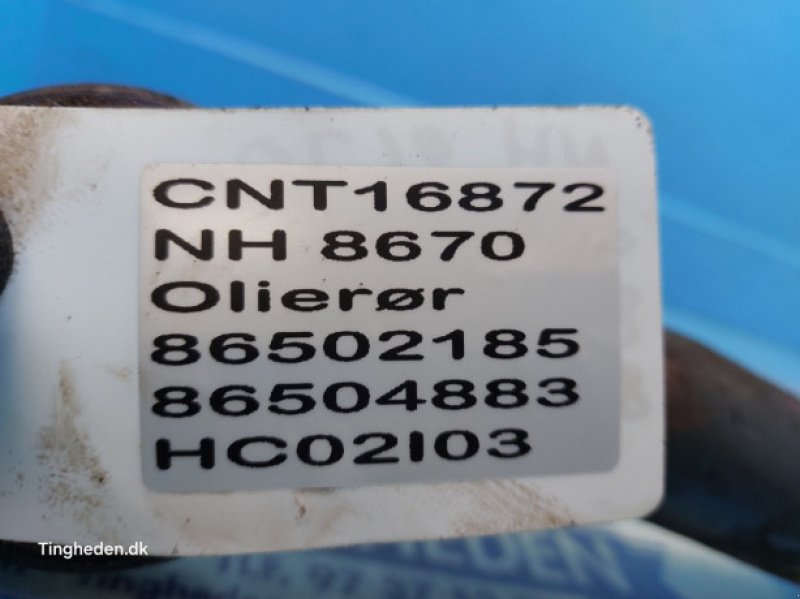 CNT16872
NH 8670
Olierør
86502185
86504883
HC02I03
Tingheden.dk